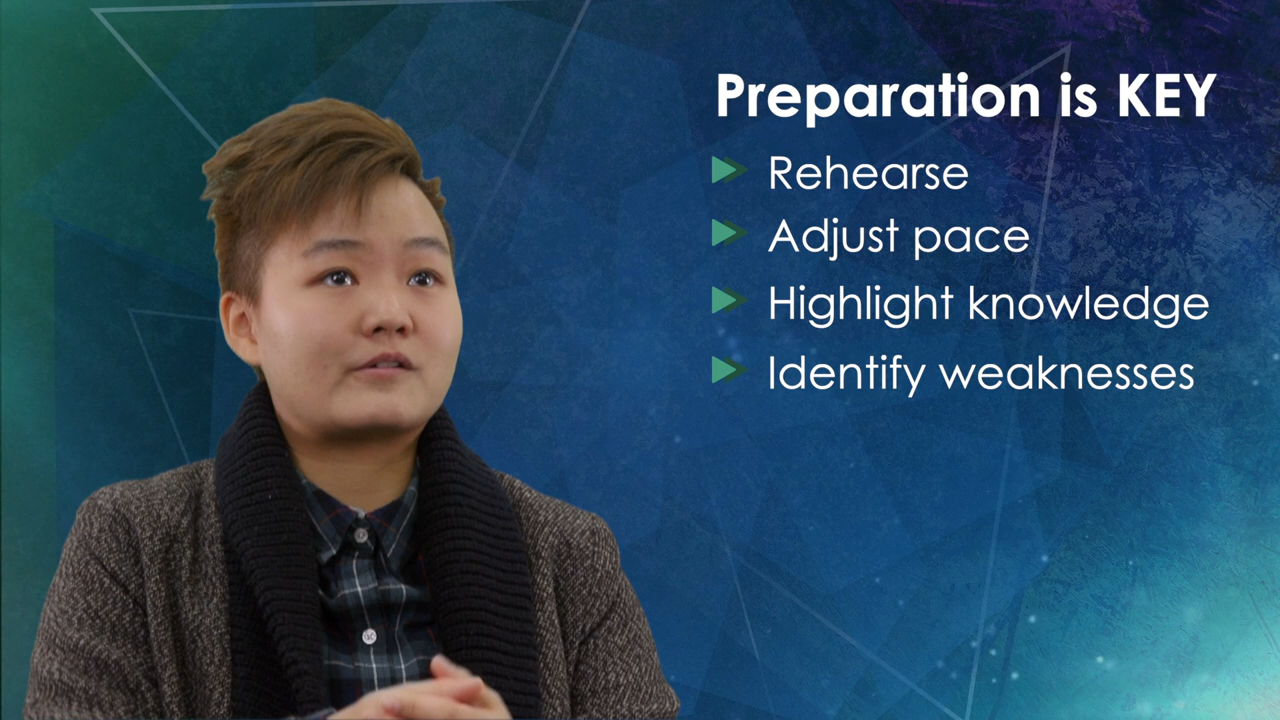 Preparation is KEY
Rehearse
Adjust pace
Highlight knowledge
Identify weaknesses